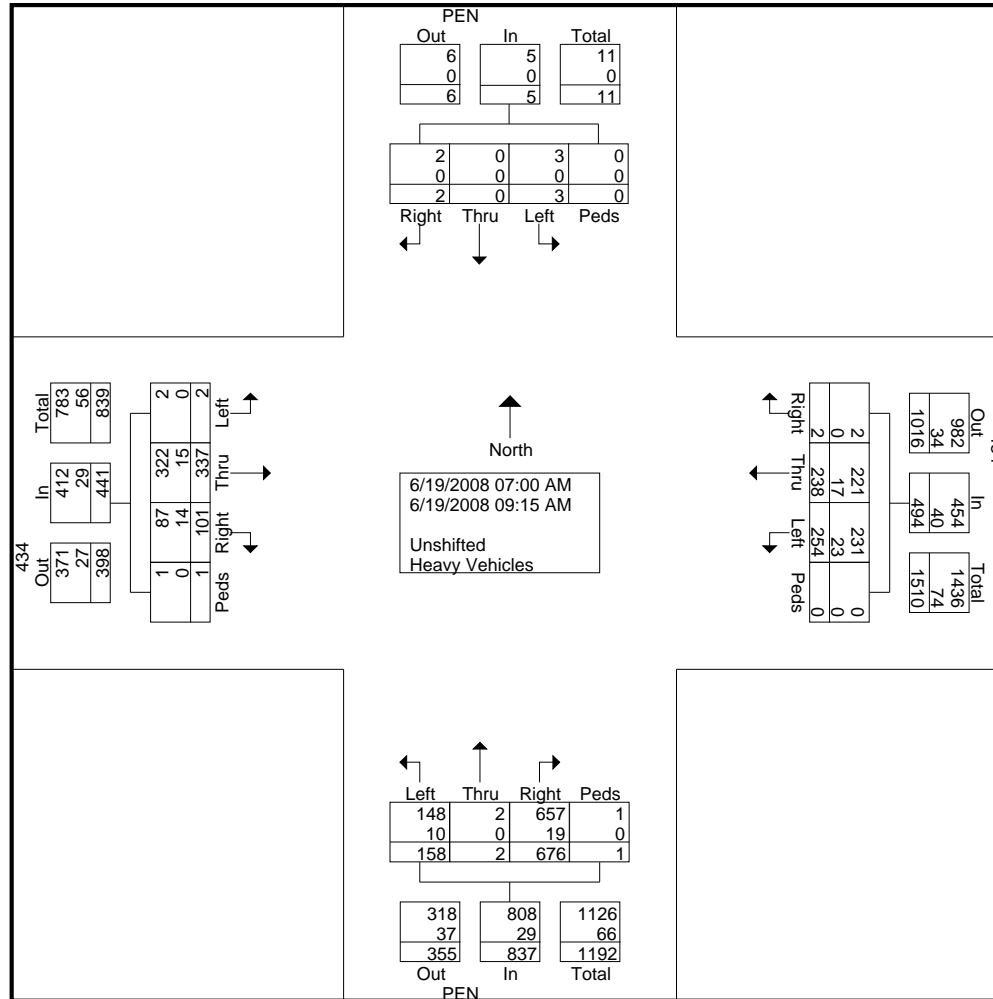 PEN
Out In Total
6 5 11
0 0 0
6 5 11
2 0 3 0
0 0 0 0
2 0 3 0
Right Thru Left Peds
Total In Out
783 412 371
56 29 27
839 441 398
434
Left Thru Right Peds
2 322 87 1
0 15 14 0
2 337 101 1
North
6/19/2008 07:00 AM
6/19/2008 09:15 AM
Unshifted
Heavy Vehicles
Right Thru Left Peds
2 221 231 0
0 17 23 0
2 238 254 0
Out In Total
982 454 1436
34 40 74
1016 494 1510
Left Thru Right Peds
148 2 657 1
10 0 19 0
158 2 676 1
318 808 1126
37 29 66
355 837 1192
Out In Total
PEN